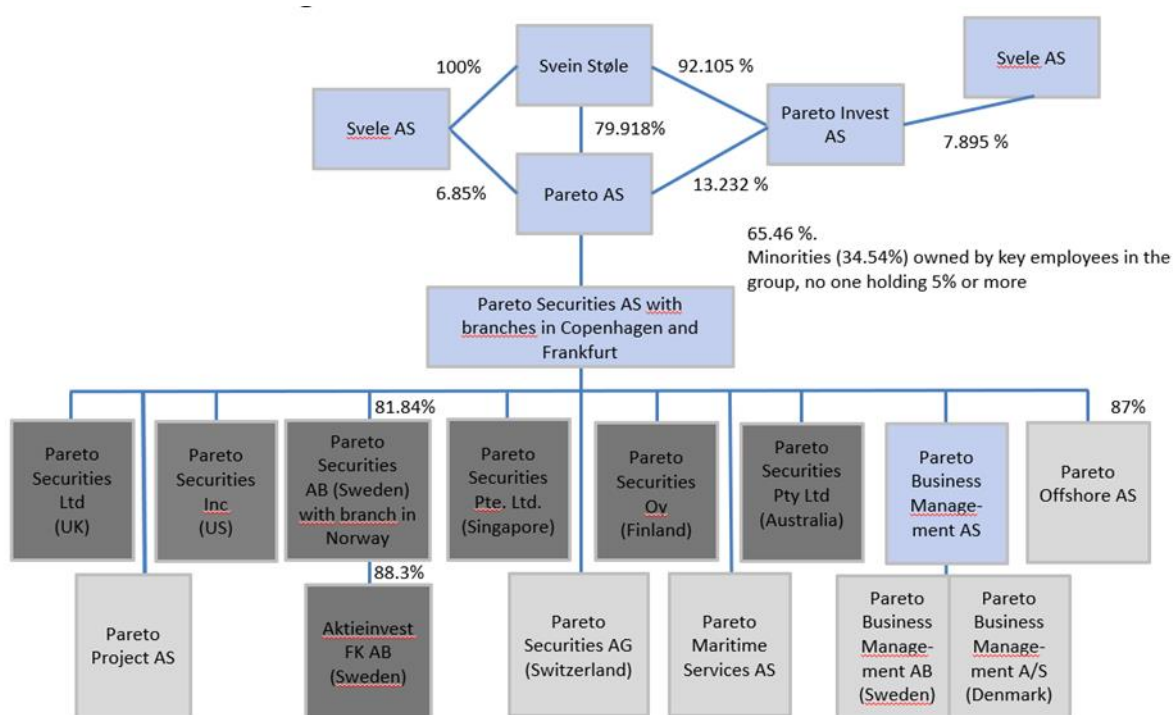 Svein Støle
Svele AS
100%
92.105 %
Svele AS
Pareto Invest
AS
79.918%
7.895 %
6.85%
Pareto AS
13.232 %
65.46 %.
Minorities (34.54%) owned by key employees in the
group, no one holding 5% or more
Pareto Securities AS with
branches in Copenhagen and
Frankfurt
81.84%
87%
Pareto
Securities
Ltd
(UK)
Pareto
Securities
Inc
(US)
Pareto
Securities
AB (Sweden)
with branch in
Norway
Pareto
Securities
Pte. Ltd.
(Singapore)
Pareto
Securities
Oy
(Finland)
Pareto
Securities
Pty Ltd
(Australia)
Pareto
Business
Manage-
ment AS
Pareto
Offshore AS
88.3%
Pareto
Project AS
Aktieinvest
FK AB
(Sweden)
Pareto
Securities AG
(Switzerland)
Pareto
Maritime
Services AS
Pareto
Business
Manage-
ment AB
(Sweden)
Pareto
Business
Manage-
ment A/S
(Denmark)